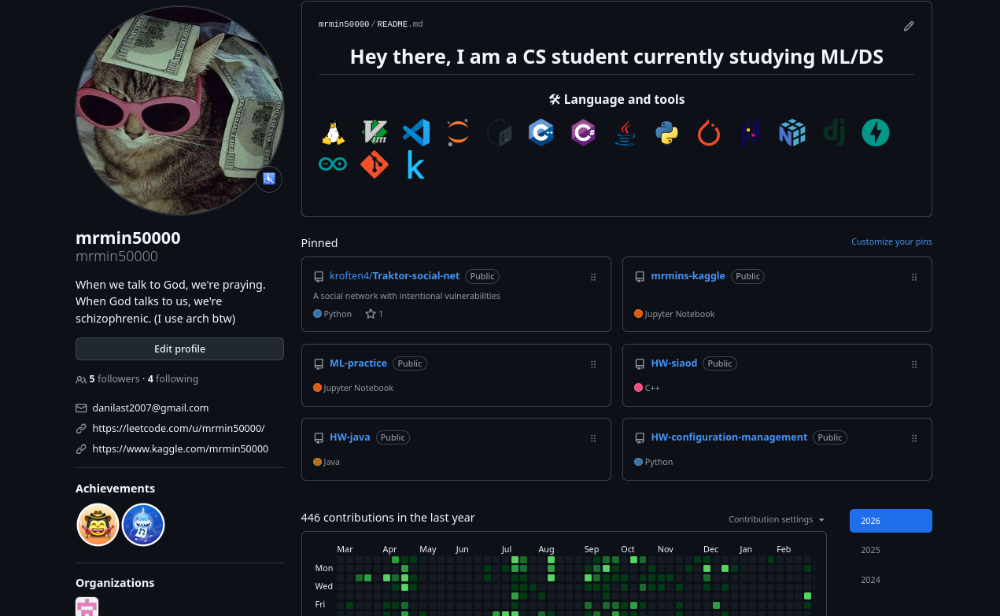 mrmin50000/README.md
Hey there, I am a CS student currently studying ML/DS
🛠 Language and tools
Vim
C++
C#
dj
k
mrmin50000
mrmin50000
When we talk to God, we're praying.
When God talks to us, we're
schizophrenic. (I use arch btw)
Edit profile
5 followers · 4 following
danilast2007@gmail.com
https://leetcode.com/u/mrmin50000/
https://www.kaggle.com/mrmin50000
Achievements
Organizations
Pinned
Customize your pins
kroften4/Traktor-social-net Public
A social network with intentional vulnerabilities
Python 1
mrmins-kaggle Public
Jupyter Notebook
ML-practice Public
Jupyter Notebook
HW-siaod Public
C++
HW-java Public
Java
HW-configuration-management Public
Python
446 contributions in the last year
Contribution settings
2026
2025
2024
Mar Apr May Jun Jul Aug Sep Oct Nov Dec Jan Feb
Mon
Wed
Fri